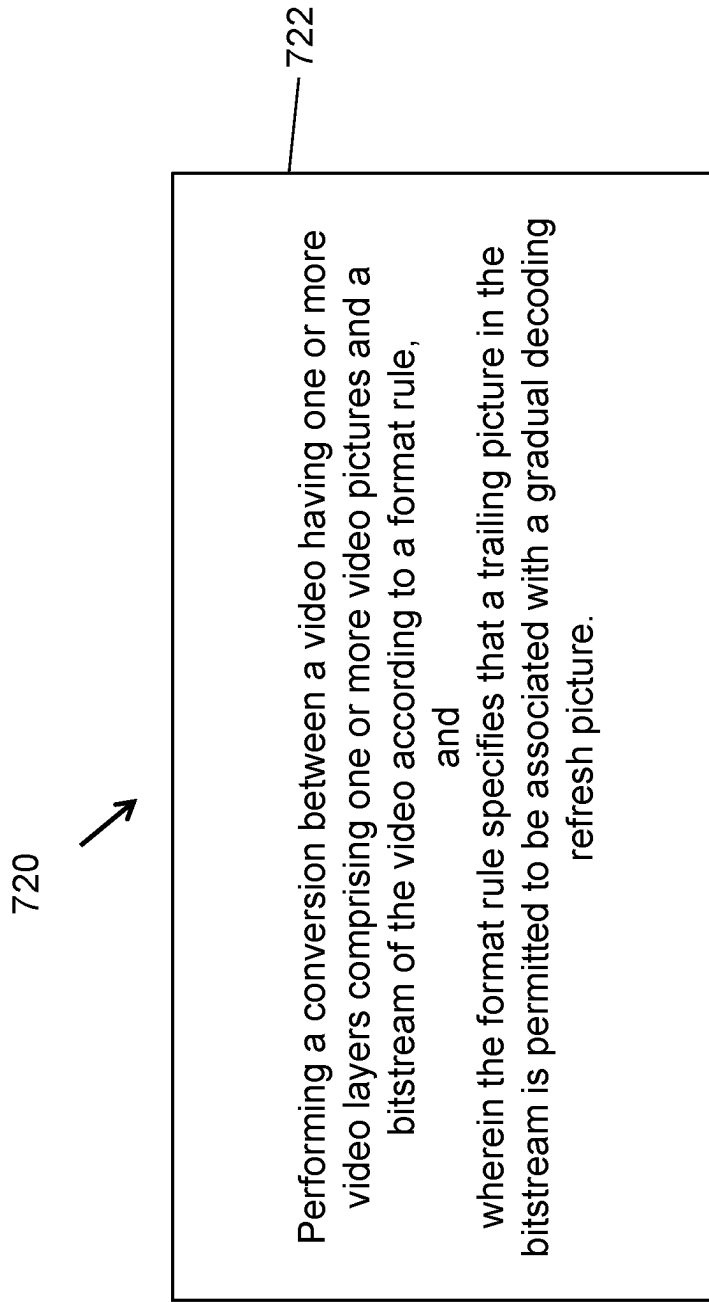 720
722
Performing a conversion between a video having one or more
video layers comprising one or more video pictures and a
bitstream of the video according to a format rule,
and
wherein the format rule specifies that a trailing picture in the
bitstream is permitted to be associated with a gradual decoding
refresh picture.